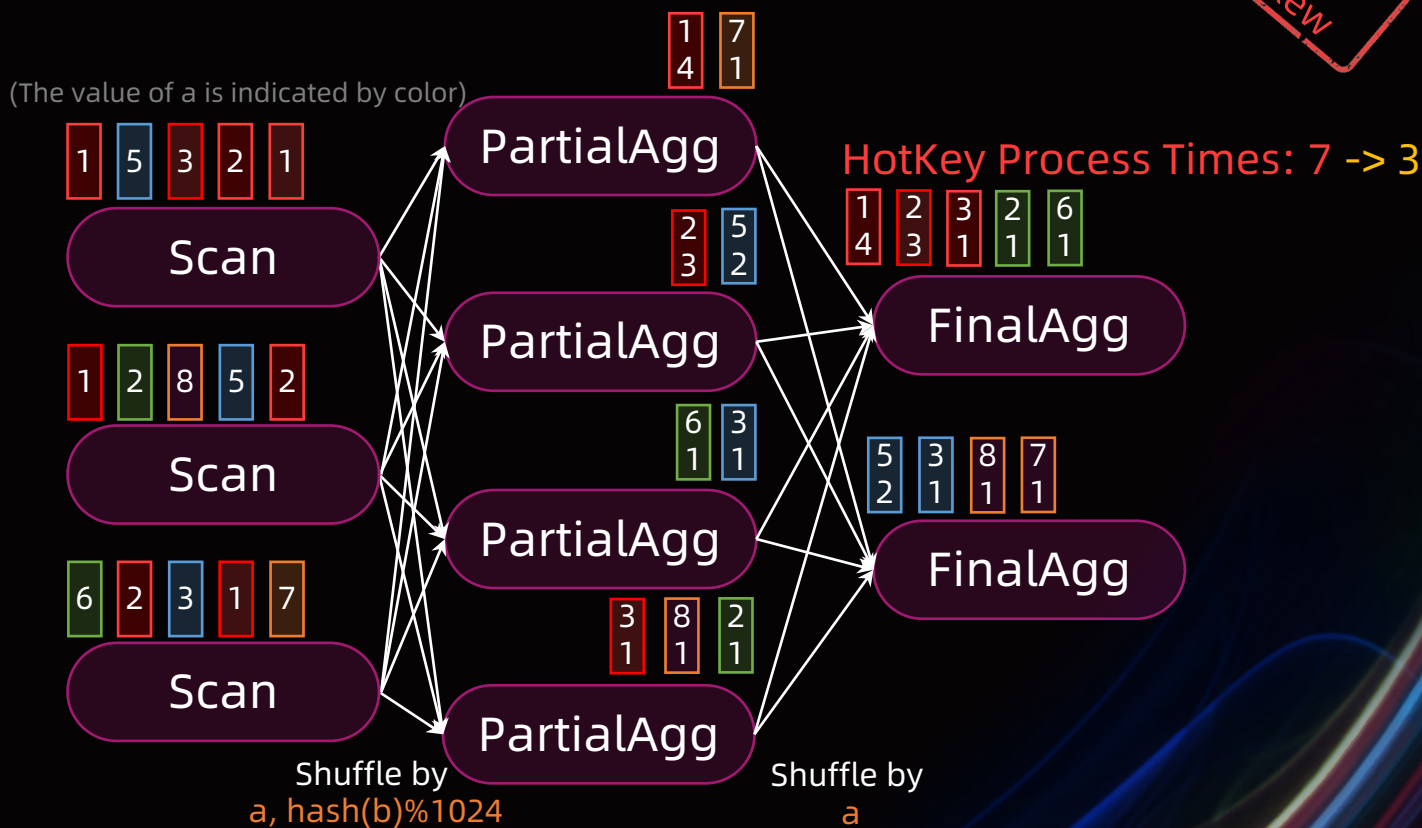 ew
1 7
4 1
(The value of a is indicated by color)
1 5 3 2 1
PartialAgg
HotKey Process Times: 7 -> 3
1 2 3 2 6
4 3 1 1 1
Scan
2 5
3 2
FinalAgg
PartialAgg
1 2 8 5 2
6 3
1 1
Scan
5 3 8 7
2 1 1 1
PartialAgg
FinalAgg
6 2 3 1 7
3 8 2
1 1 1
Scan
PartialAgg
Shuffle by
a, hash(b)%1024
Shuffle by
a